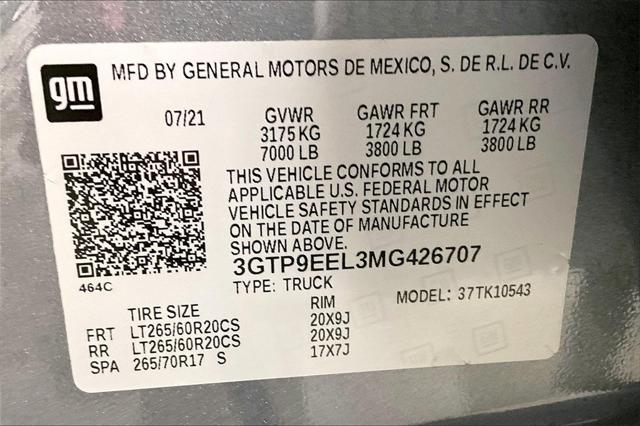 gm
MFD BY GENERAL MOTORS DE MEXICO, S. DE R.L. DE C.V.
07/21 GVWR GAWR FRT GAWR RR
3175 KG 1724 KG 1724 KG
7000 LB 3800 LB 3800 LB
THIS VEHICLE CONFORMS TO ALL
APPLICABLE U.S. FEDERAL MOTOR
VEHICLE SAFETY STANDARDS IN EFFECT
ON THE DATE OF MANUFACTURE
SHOWN ABOVE.
3GTP9EEL3MG426707
464C
TYPE: TRUCK MODEL: 37TK10543
TIRE SIZE RIM
FRT LT265/60R20CS 20X9J
RR LT265/60R20CS 20X9J
SPA 265/70R17 S 17X7J